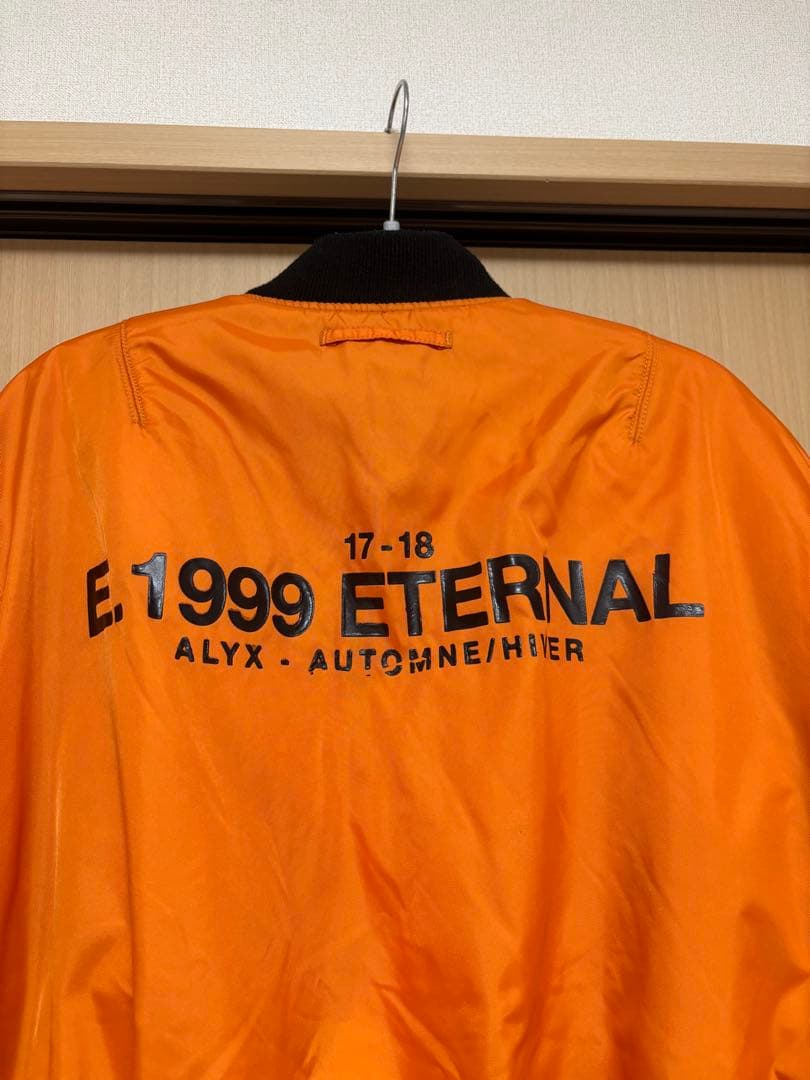 17-18
E.1999 ETERNAL
ALYX - AUTOMNE/HIVER